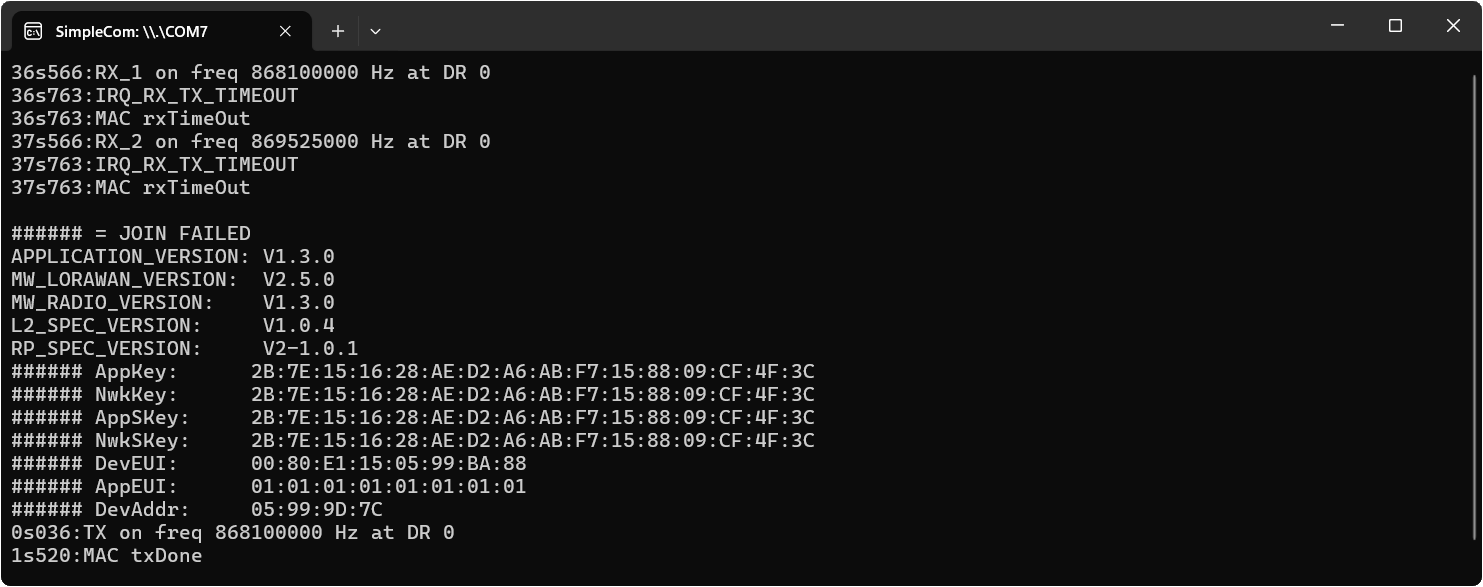 SimpleCom: \\.\COM7
36s566:RX_1 on freq 868100000 Hz at DR 0
36s763:IRQ_RX_TX_TIMEOUT
36s763:MAC rxTimeOut
37s566:RX_2 on freq 869525000 Hz at DR 0
37s763:IRQ_RX_TX_TIMEOUT
37s763:MAC rxTimeOut
###### = JOIN FAILED
APPLICATION_VERSION: V1.3.0
MW_LORAWAN_VERSION:  V2.5.0
MW_RADIO_VERSION:    V1.3.0
L2_SPEC_VERSION:     V1.0.4
RP_SPEC_VERSION:     V2-1.0.1
###### AppKey:      2B:7E:15:16:28:AE:D2:A6:AB:F7:15:88:09:CF:4F:3C
###### NwkKey:      2B:7E:15:16:28:AE:D2:A6:AB:F7:15:88:09:CF:4F:3C
###### AppSKey:     2B:7E:15:16:28:AE:D2:A6:AB:F7:15:88:09:CF:4F:3C
###### NwkSKey:     2B:7E:15:16:28:AE:D2:A6:AB:F7:15:88:09:CF:4F:3C
###### DevEUI:      00:80:E1:15:05:99:BA:88
###### AppEUI:      01:01:01:01:01:01:01:01
###### DevAddr:     05:99:9D:7C
0s036:TX on freq 868100000 Hz at DR 0
1s520:MAC txDone